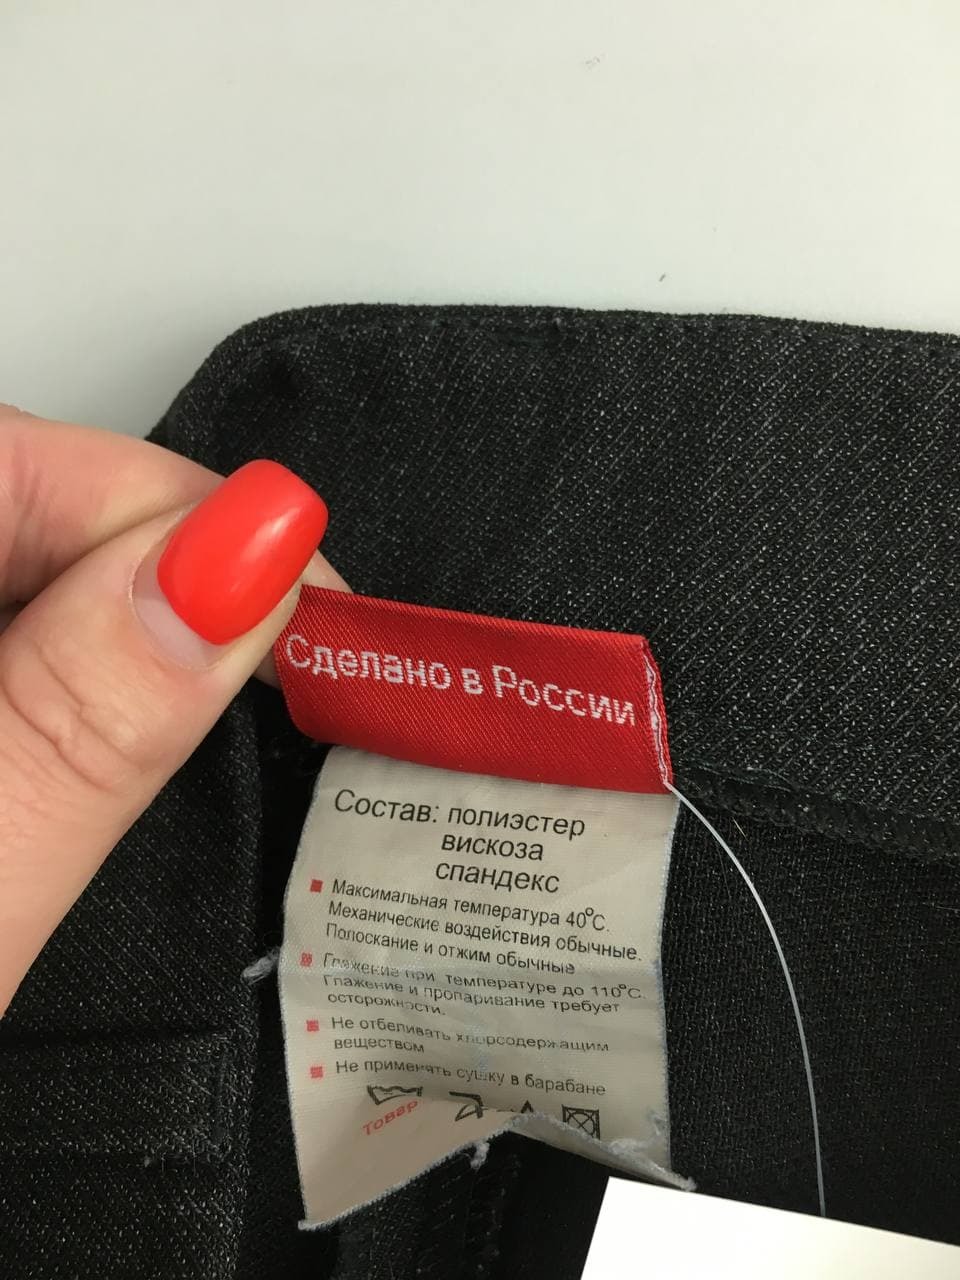 Сделано в России
Состав: полиэстер
вискоза
спандекс
Максимальная температура 40°С.
Механические воздействия обычные.
Полоскание и отжим обычные
Глажение при температуре до 110°С.
Глажение и пропаривание требует
осторожности.
Не отбеливать хлорсодержащим
веществом
Не применять сушку в барабане
Товар